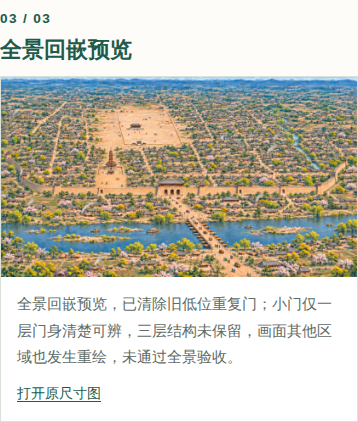 03 / 03
全景回嵌预览
全景回嵌预览，已清除旧低位重复门；小门仅一
层门身清楚可辨，三层结构未保留，画面其他区
域也发生重绘，未通过全景验收。
打开原尺寸图